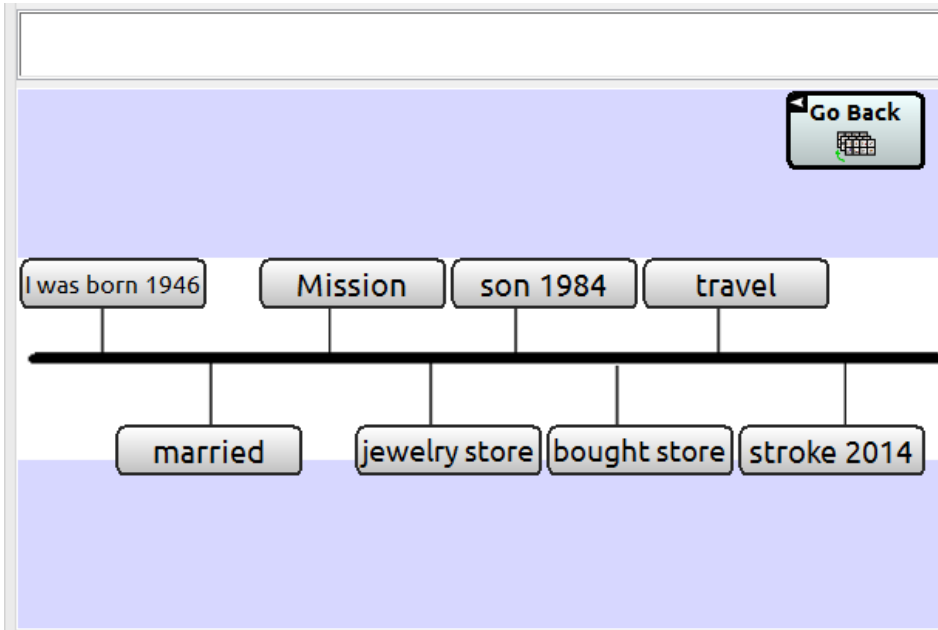 Go Back
I was born 1946
Mission
son 1984
travel
married
jewelry store
bought store
stroke 2014